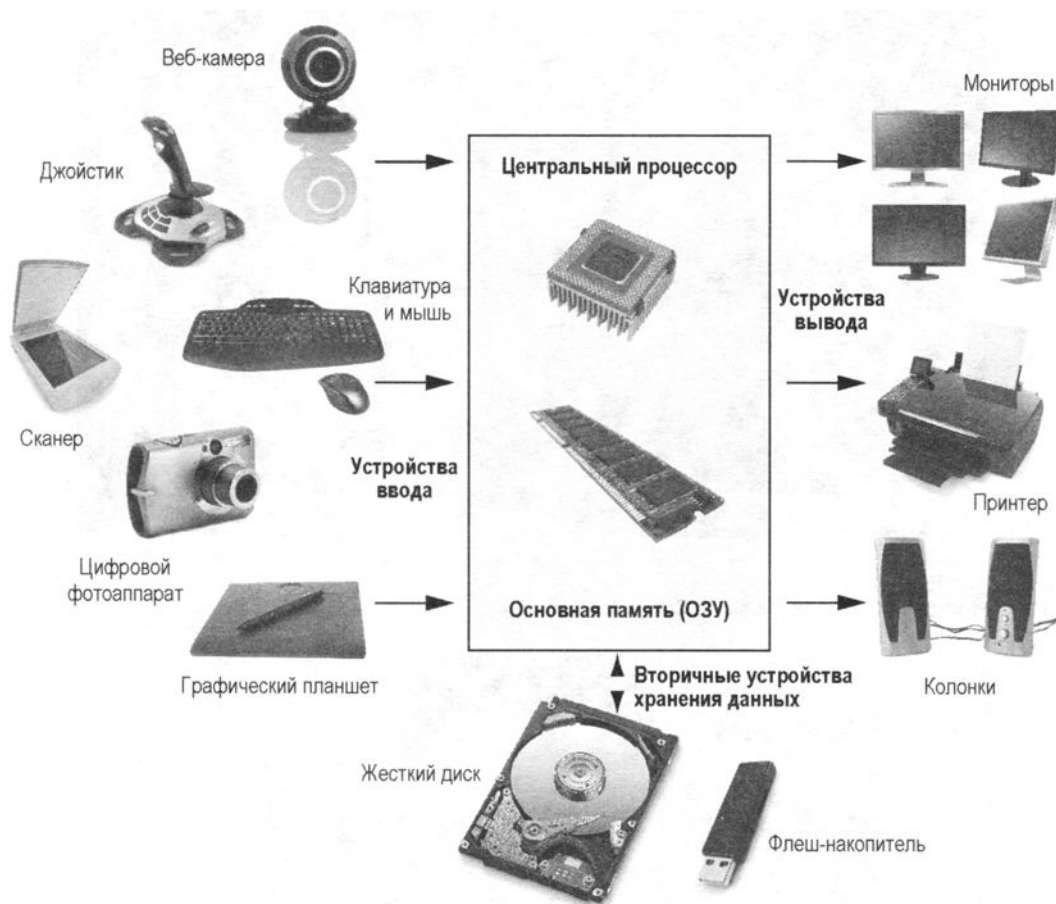 Веб-камера
Мониторы
Центральный процессор
Джойстик
Клавиатура
и мышь
Устройства
вывода
Сканер
Устройства
ввода
Принтер
Цифровой
фотоаппарат
Основная память (ОЗУ)
Графический планшет
Вторичные устройства
хранения данных
Колонки
Жесткий диск
Флеш-накопитель